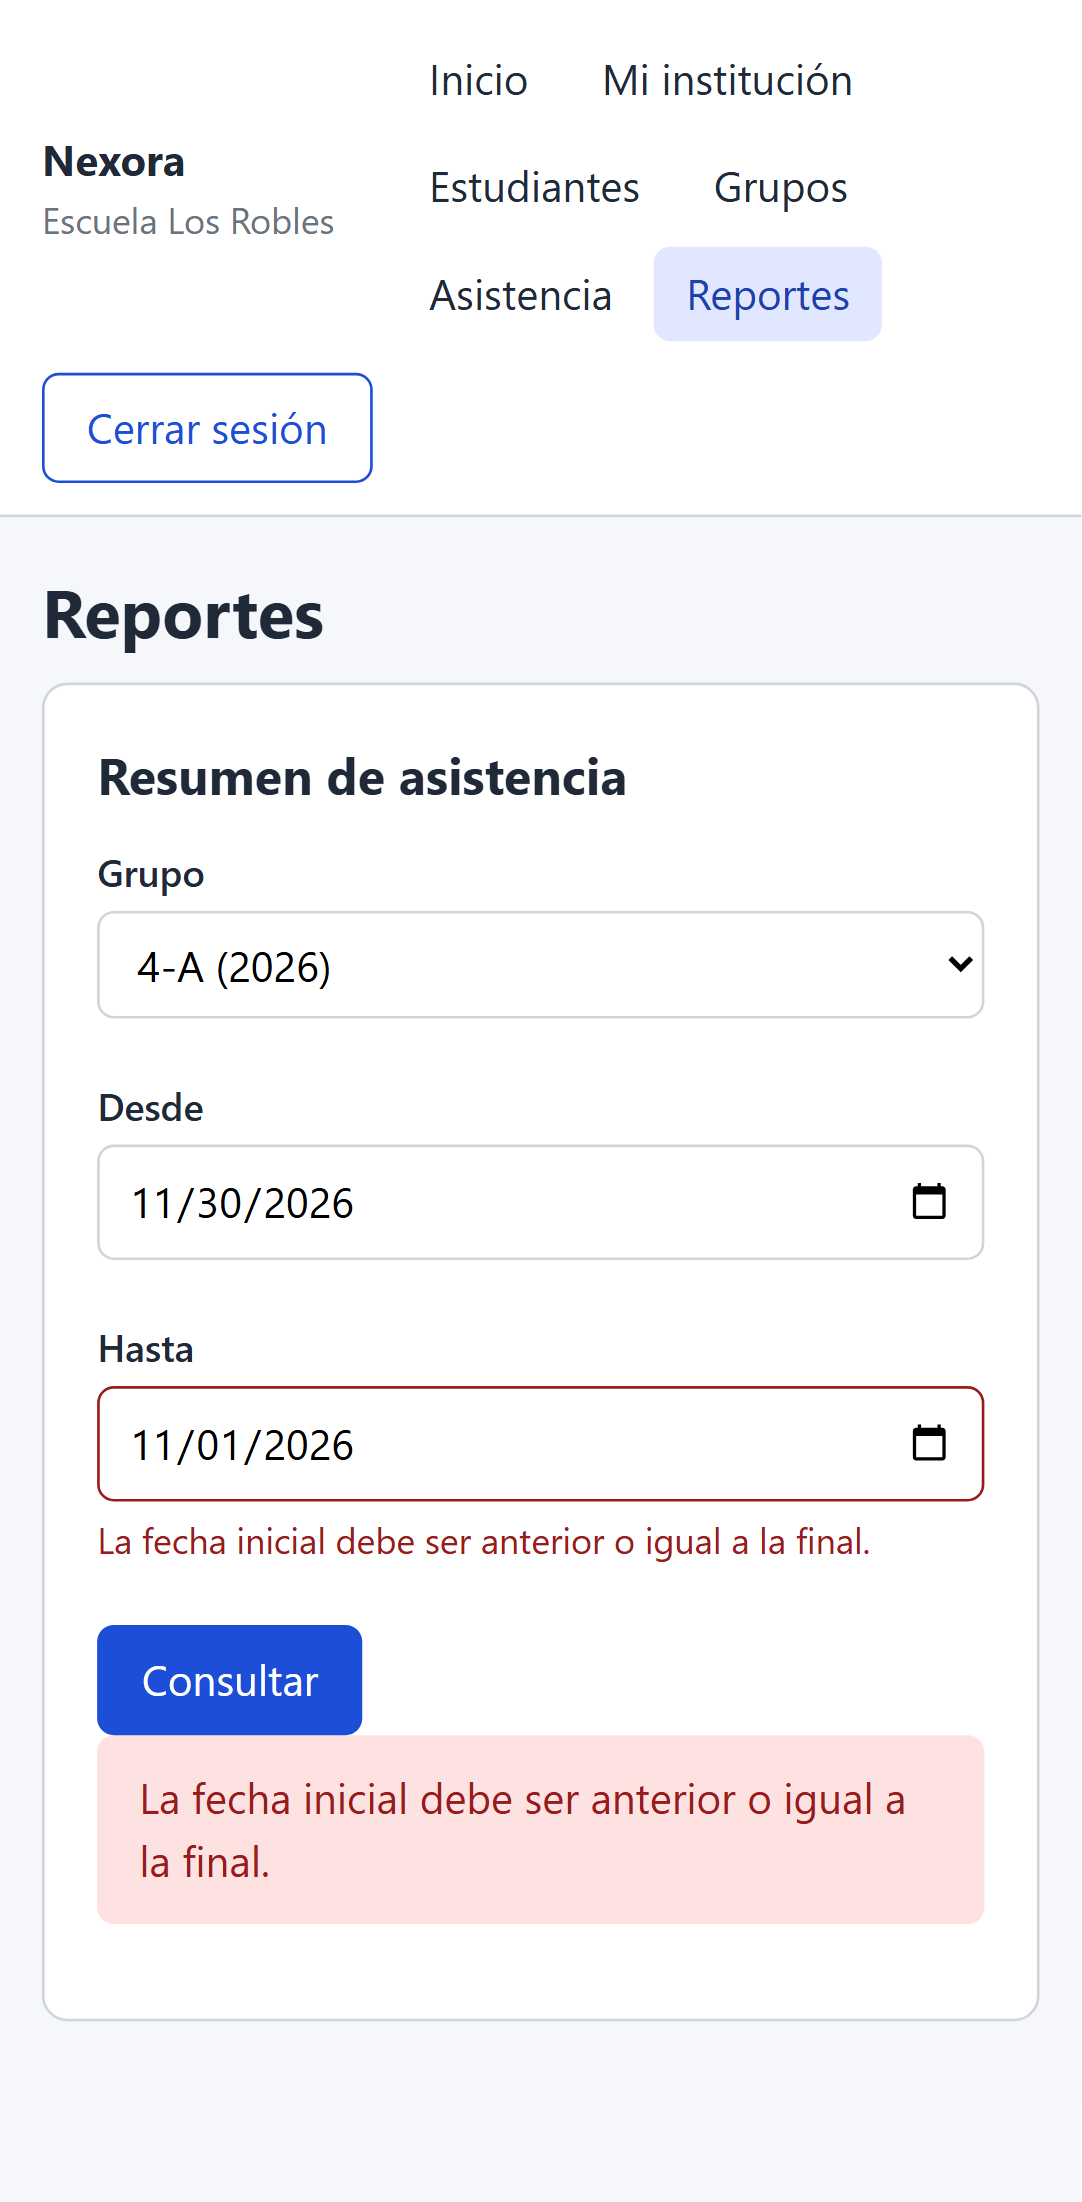 Inicio Mi institución
Nexora
Escuela Los Robles
Estudiantes Grupos
Asistencia Reportes
Cerrar sesión
Reportes
Resumen de asistencia
Grupo
4-A (2026)
Desde
11/30/2026
Hasta
11/01/2026
La fecha inicial debe ser anterior o igual a la final.
Consultar
La fecha inicial debe ser anterior o igual a
la final.